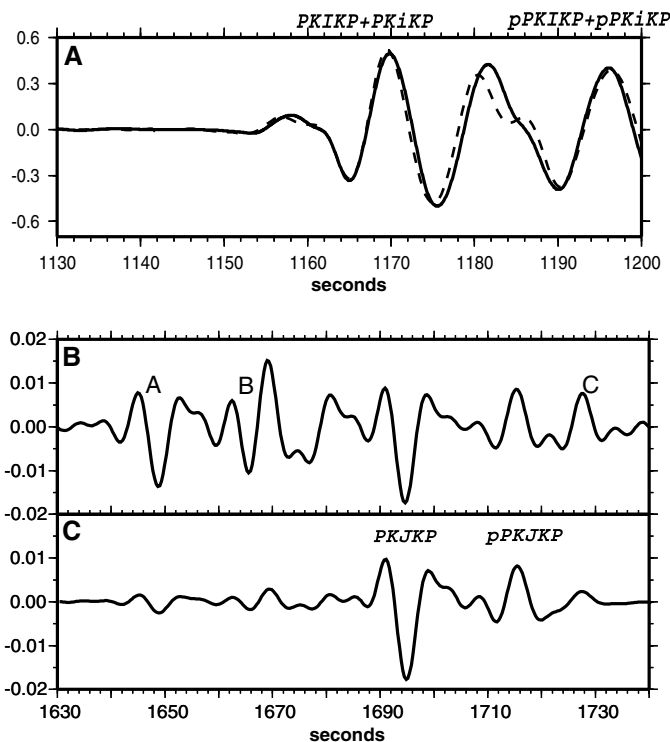 PKIKP+PKiKP pPKIKP+pPKiKP
A
0.6
0.3
0.0
-0.3
-0.6
1130 1140 1150 1160 1170 1180 1190 1200
seconds
B
0.02
0.01
0.00
-0.01
-0.02
A B C
C
PKJKP pPKJKP
0.01
0.00
-0.01
-0.02
1630 1650 1670 1690 1710 1730
seconds